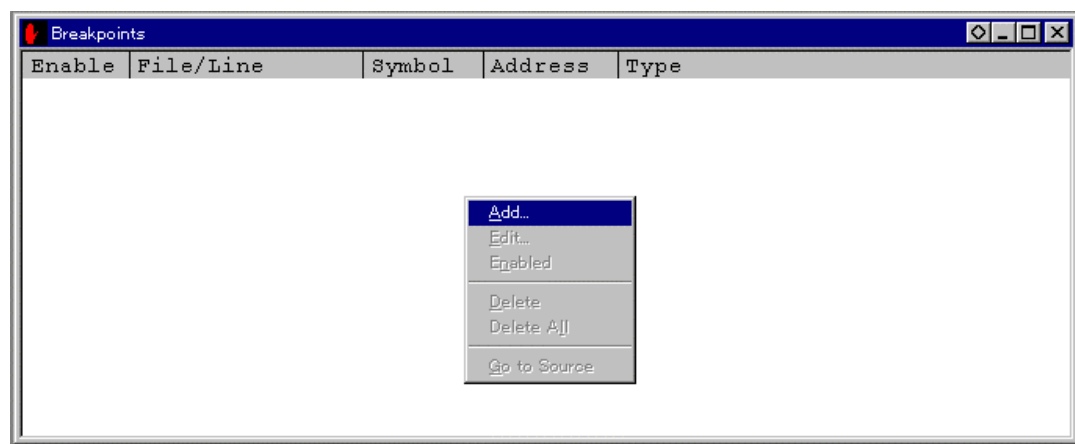 Breakpoints
Enable File/Line Symbol Address Type
Add...
Edit...
Enabled
Delete
Delete All
Go to Source